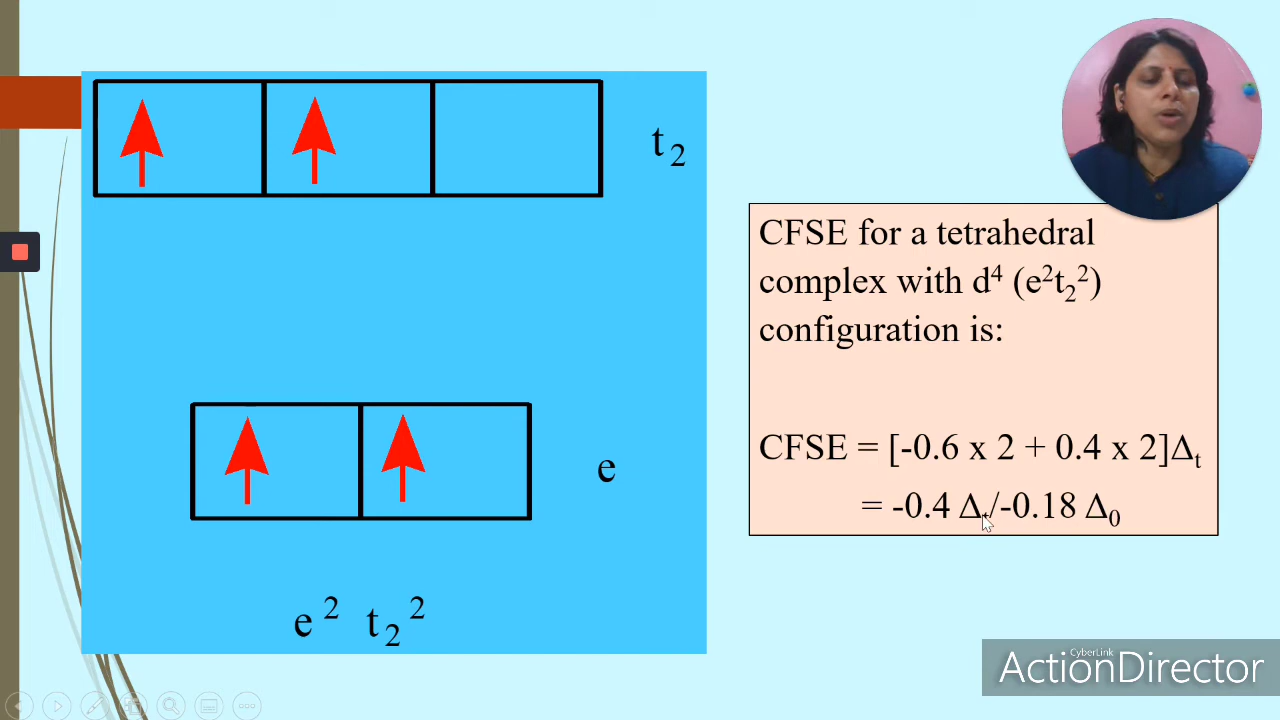 t₂
e
e² t₂²
CFSE for a tetrahedral
complex with d⁴ (e²t₂²)
configuration is:
CFSE = [-0.6 x 2 + 0.4 x 2]Δₜ
= -0.4 Δₜ/-0.18 Δ₀
CyberLink
ActionDirector